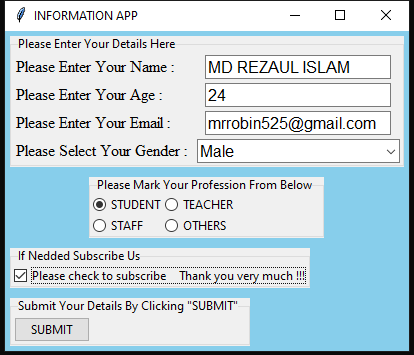 INFORMATION APP
Please Enter Your Details Here
Please Enter Your Name : MD REZAUL ISLAM
Please Enter Your Age : 24
Please Enter Your Email : mrrobin525@gmail.com
Please Select Your Gender : Male
Please Mark Your Profession From Below
STUDENT TEACHER
STAFF OTHERS
If Nedded Subscribe Us
Please check to subscribe Thank you very much !!!
Submit Your Details By Clicking "SUBMIT"
SUBMIT